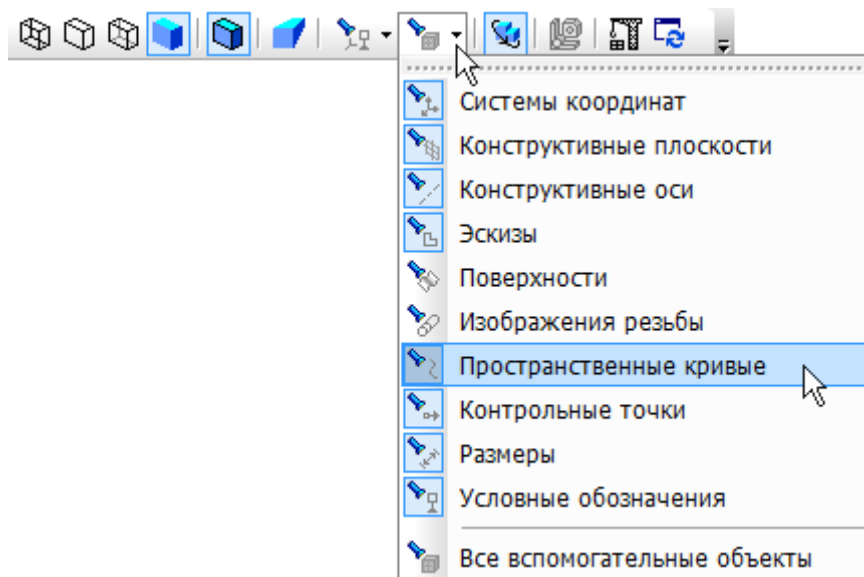 Системы координат
Конструктивные плоскости
Конструктивные оси
Эскизы
Поверхности
Изображения резьбы
Пространственные кривые
Контрольные точки
Размеры
Условные обозначения
Все вспомогательные объекты